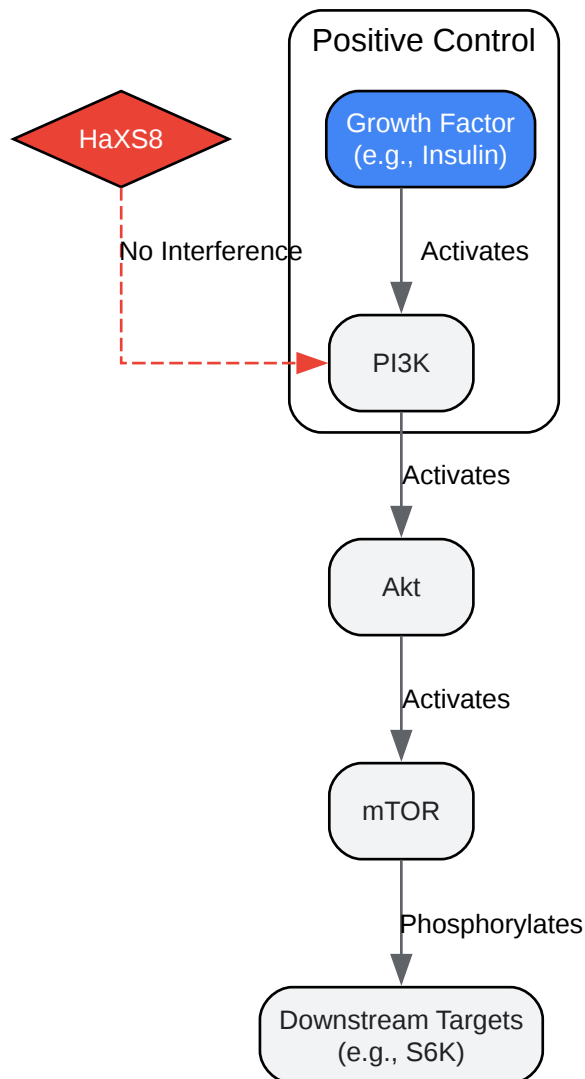 Positive Control
HaXS8
Growth Factor
(e.g., Insulin)
No Interference
Activates
PI3K
Activates
Akt
Activates
mTOR
Phosphorylates
Downstream Targets
(e.g., S6K)